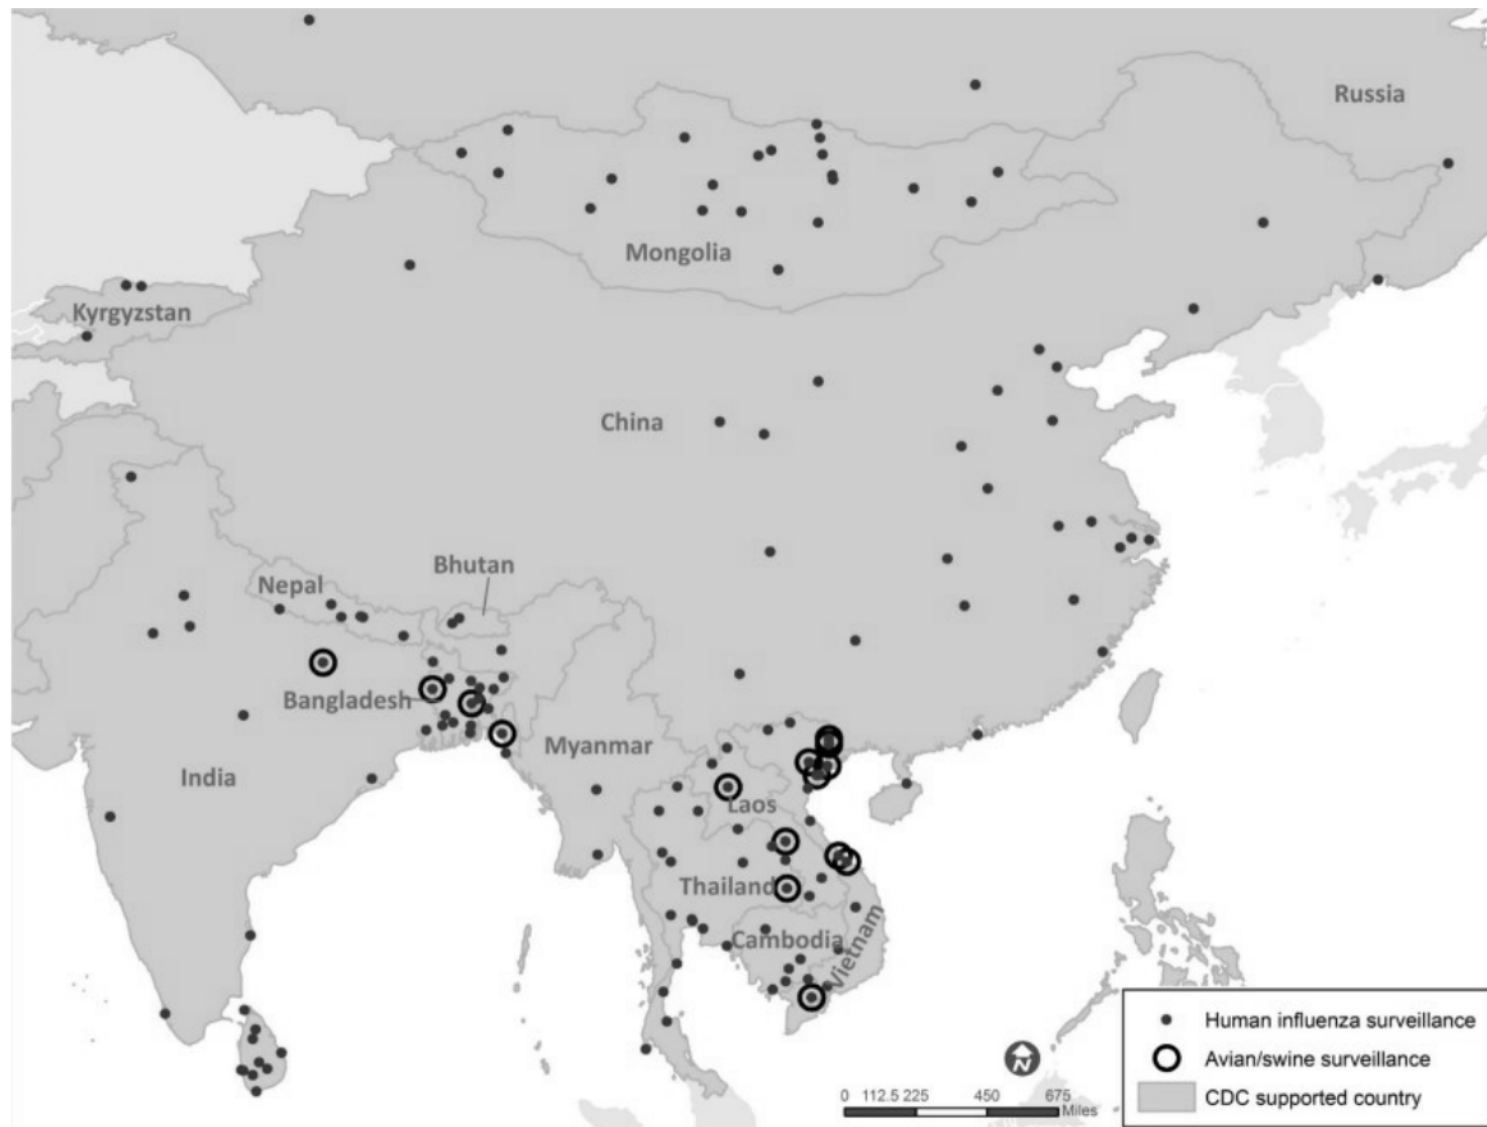 Russia
Mongolia
Kyrgyzstan
China
Bhutan
Nepal
Bangladesh
Myanmar
India
Laos
Thailand
Cambodia
Vietnam
Human influenza surveillance
Avian/swine surveillance
CDC supported country
N
0 112.5 225 450 675
Miles